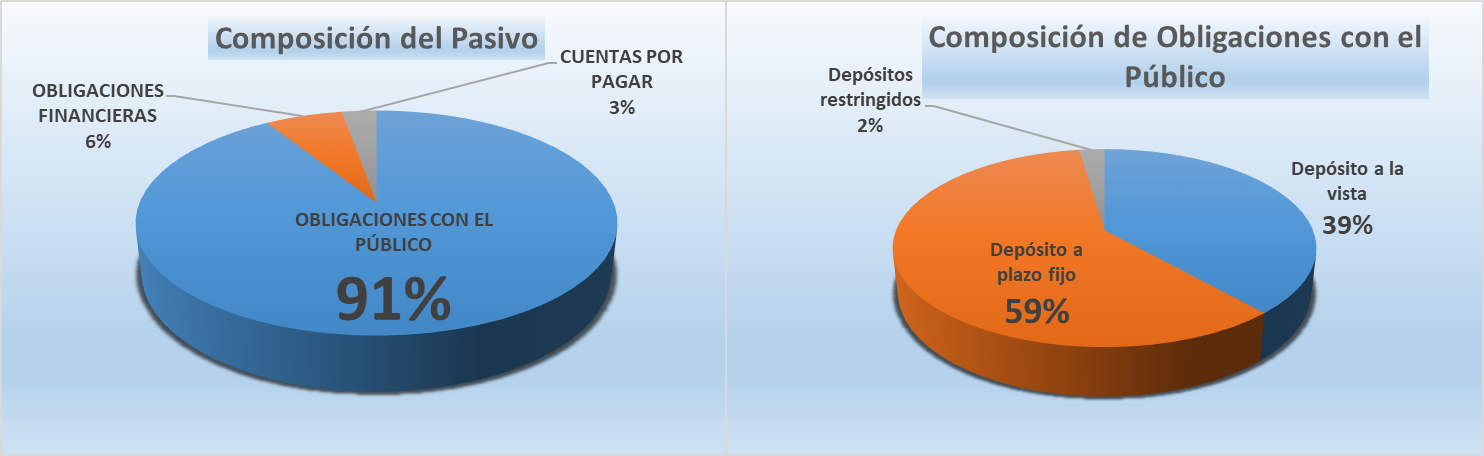 Composición del Pasivo
CUENTAS POR
PAGAR
3%
OBLIGACIONES
FINANCIERAS
6%
OBLIGACIONES CON EL
PÚBLICO
91%
Composición de Obligaciones con el
Público
Depósitos
restringidos
2%
Depósito a la
vista
39%
Depósito a
plazo fijo
59%